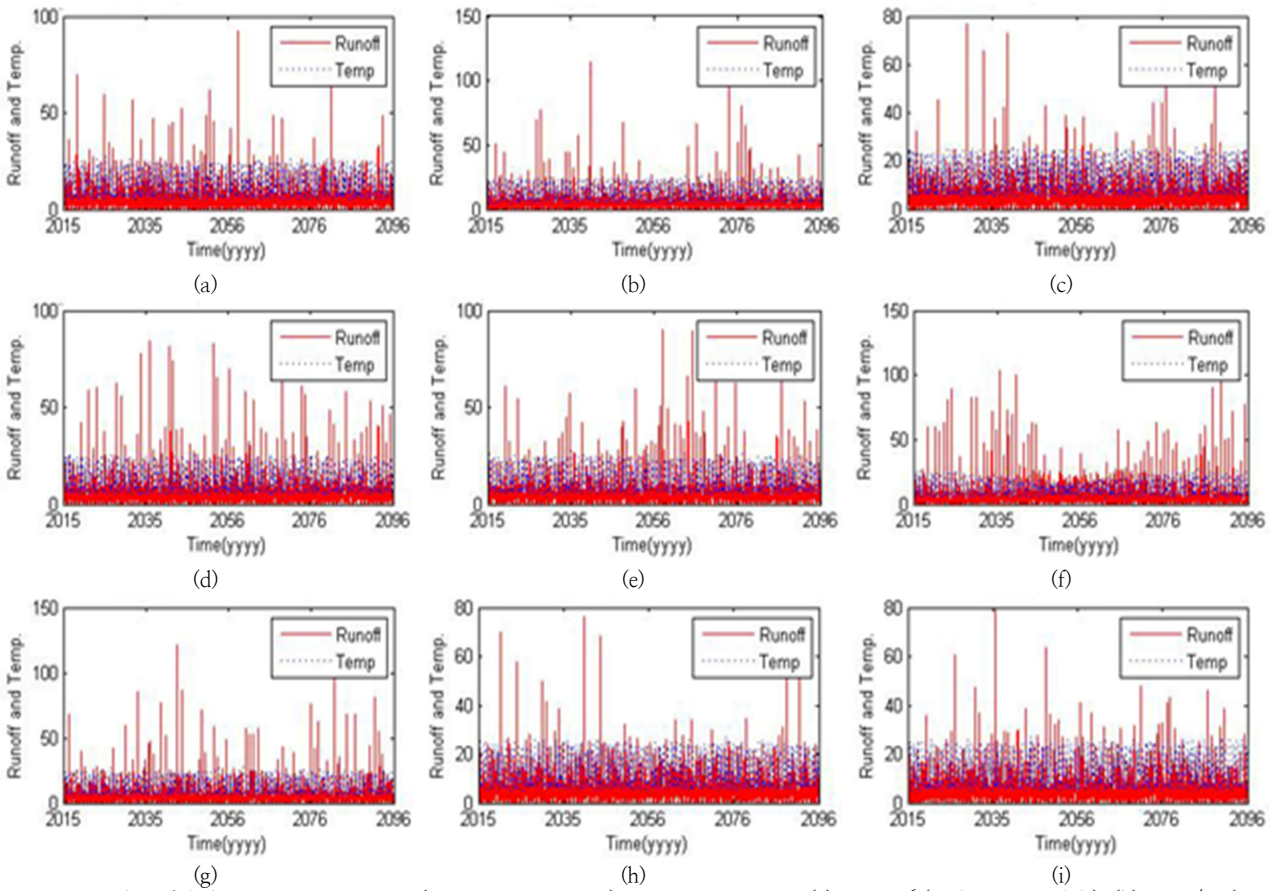 100
50
0
Runoff and Temp.
Runoff
Temp
2015 2035 2056 2076 2096
Time(yyyy)
(a)
150
100
50
0
Runoff and Temp.
Runoff
Temp
2015 2035 2056 2076 2096
Time(yyyy)
(b)
80
60
40
20
0
Runoff and Temp.
Runoff
Temp
2015 2035 2056 2076 2096
Time(yyyy)
(c)
100
50
0
Runoff and Temp.
Runoff
Temp
2015 2035 2056 2076 2096
Time(yyyy)
(d)
100
50
0
Runoff and Temp.
Runoff
Temp
2015 2035 2056 2076 2096
Time(yyyy)
(e)
150
100
50
0
Runoff and Temp.
Runoff
Temp
2015 2035 2056 2076 2096
Time(yyyy)
(f)
150
100
50
0
Runoff and Temp.
Runoff
Temp
2015 2035 2056 2076 2096
Time(yyyy)
(g)
80
60
40
20
0
Runoff and Temp.
Runoff
Temp
2015 2035 2056 2076 2096
Time(yyyy)
(h)
80
60
40
20
0
Runoff and Temp.
Runoff
Temp
2015 2035 2056 2076 2096
Time(yyyy)
(i)